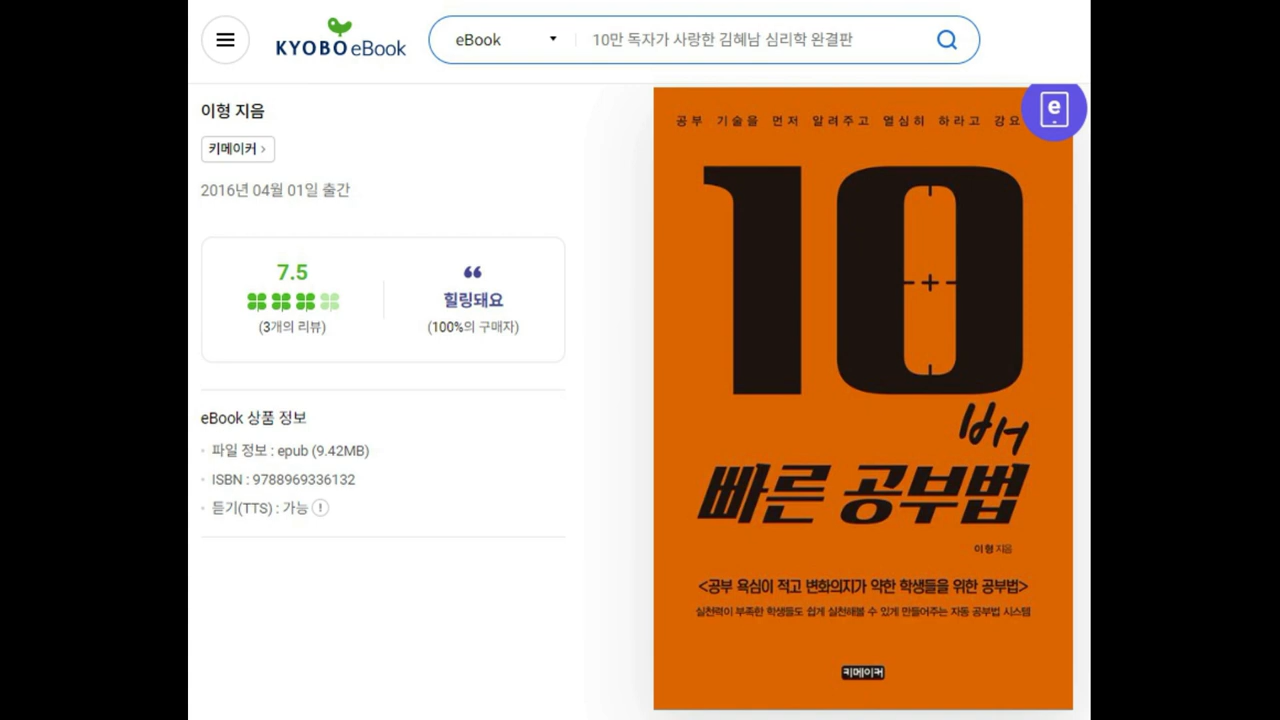 KYOBO eBook
eBook
10만 독자가 사랑한 김혜남 심리학 완결판
이형 지음
키메이커 >
2016년 04월 01일 출간
7.5
(3개의 리뷰)
힐링돼요
(100%의 구매자)
eBook 상품 정보
파일 정보 : epub (9.42MB)
ISBN : 9788969336132
듣기(TTS) : 가능 !
e
공부 기술을 먼저 알려주고 열심히 하라고 강요
10
배
빠른 공부법
이형 지음
<공부 욕심이 적고 변화의지가 약한 학생들을 위한 공부법>
실천력이 부족한 학생들도 쉽게 실천해볼 수 있게 만들어주는 자동 공부법 시스템
키메이커